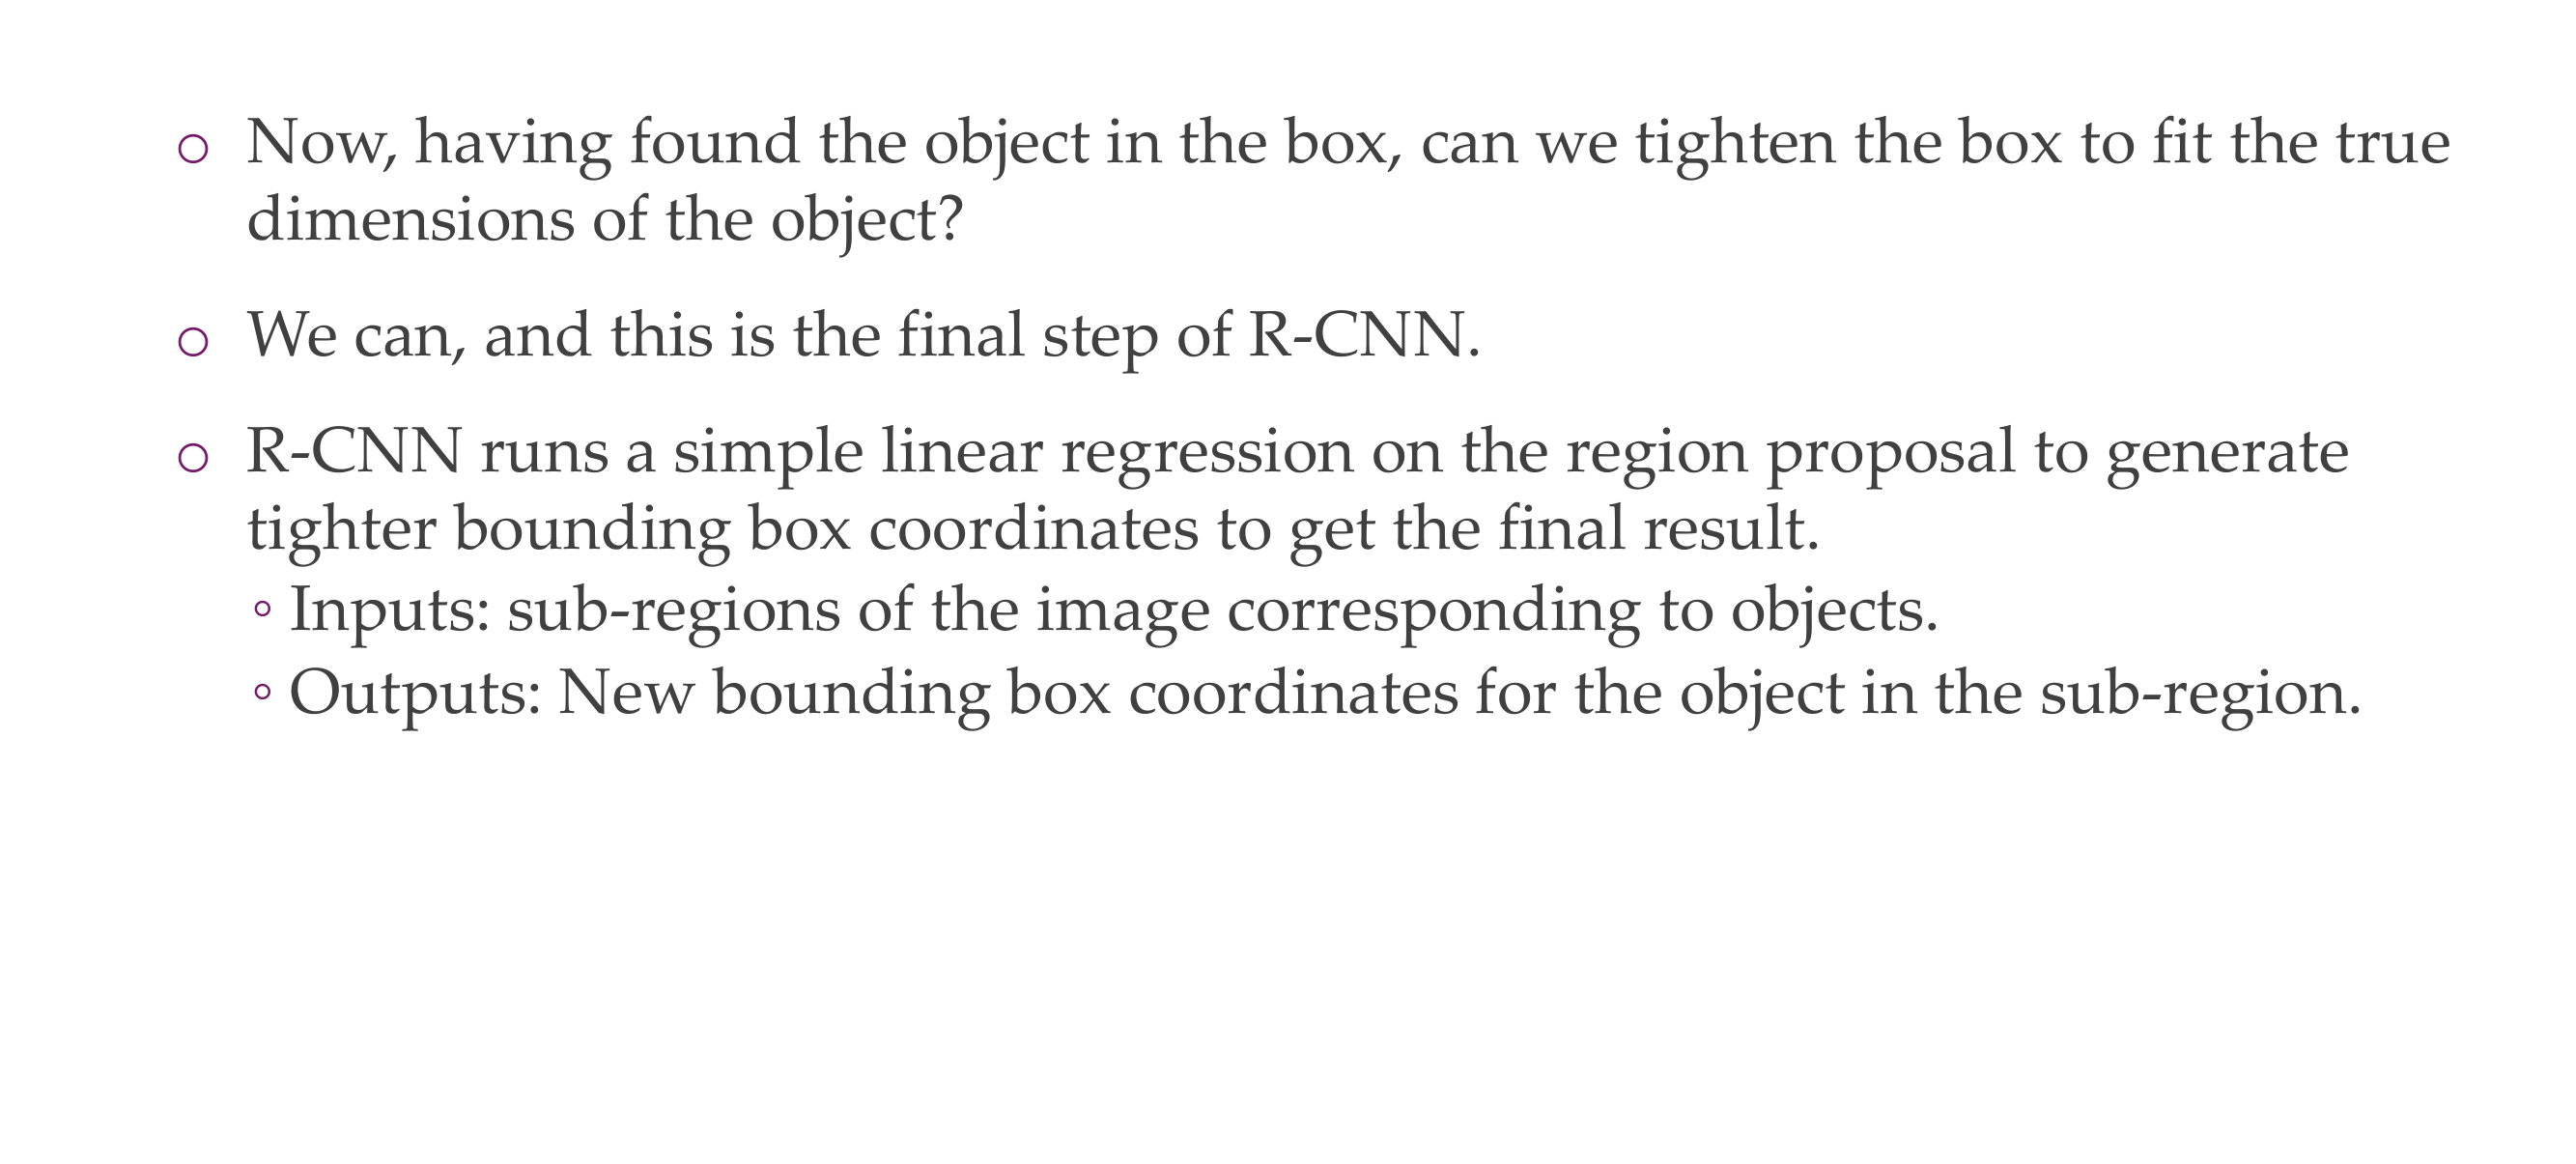 ○ Now, having found the object in the box, can we tighten the box to fit the true
dimensions of the object?
○ We can, and this is the final step of R-CNN.
○ R-CNN runs a simple linear regression on the region proposal to generate
tighter bounding box coordinates to get the final result.
◦ Inputs: sub-regions of the image corresponding to objects.
◦ Outputs: New bounding box coordinates for the object in the sub-region.